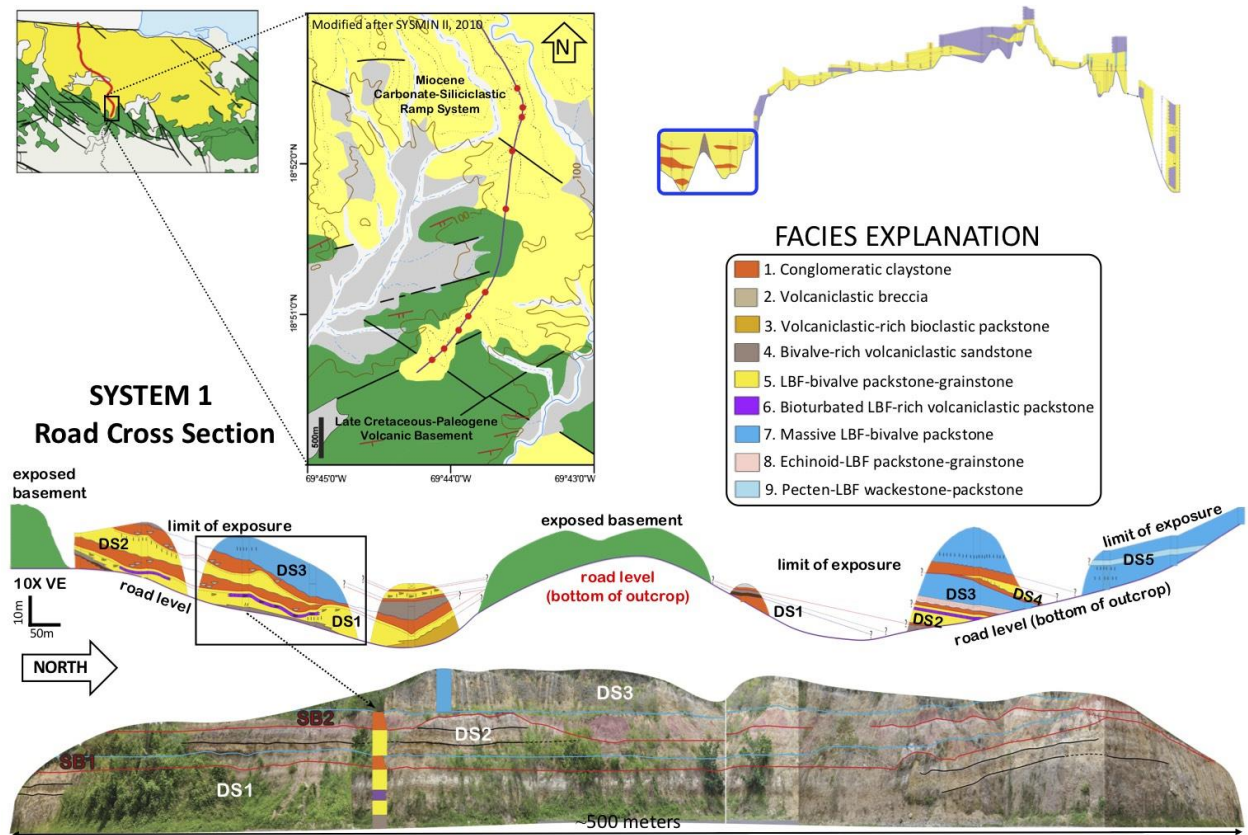 Modified after SYSMIN II, 2010
N
Miocene
Carbonate-Siliciclastic
Ramp System
100
18°52'0"N
100
18°51'0"N
Late Cretaceous-Paleogene
Volcanic Basement
500m
69°45'0"W
69°44'0"W
69°43'0"W
FACIES EXPLANATION
1. Conglomeratic claystone
2. Volcaniclastic breccia
3. Volcaniclastic-rich bioclastic packstone
4. Bivalve-rich volcaniclastic sandstone
5. LBF-bivalve packstone-grainstone
6. Bioturbated LBF-rich volcaniclastic packstone
7. Massive LBF-bivalve packstone
8. Echinoid-LBF packstone-grainstone
9. Pecten-LBF wackestone-packstone
SYSTEM 1
Road Cross Section
exposed
basement
limit of exposure
exposed basement
limit of exposure
limit of exposure
DS2
DS3
DS1
road level
road level
(bottom of outcrop)
DS1
DS3
DS2
DS4
DS5
road level (bottom of outcrop)
10X VE
10m
50m
NORTH
SB2
SB1
DS1
DS2
DS3
~500 meters